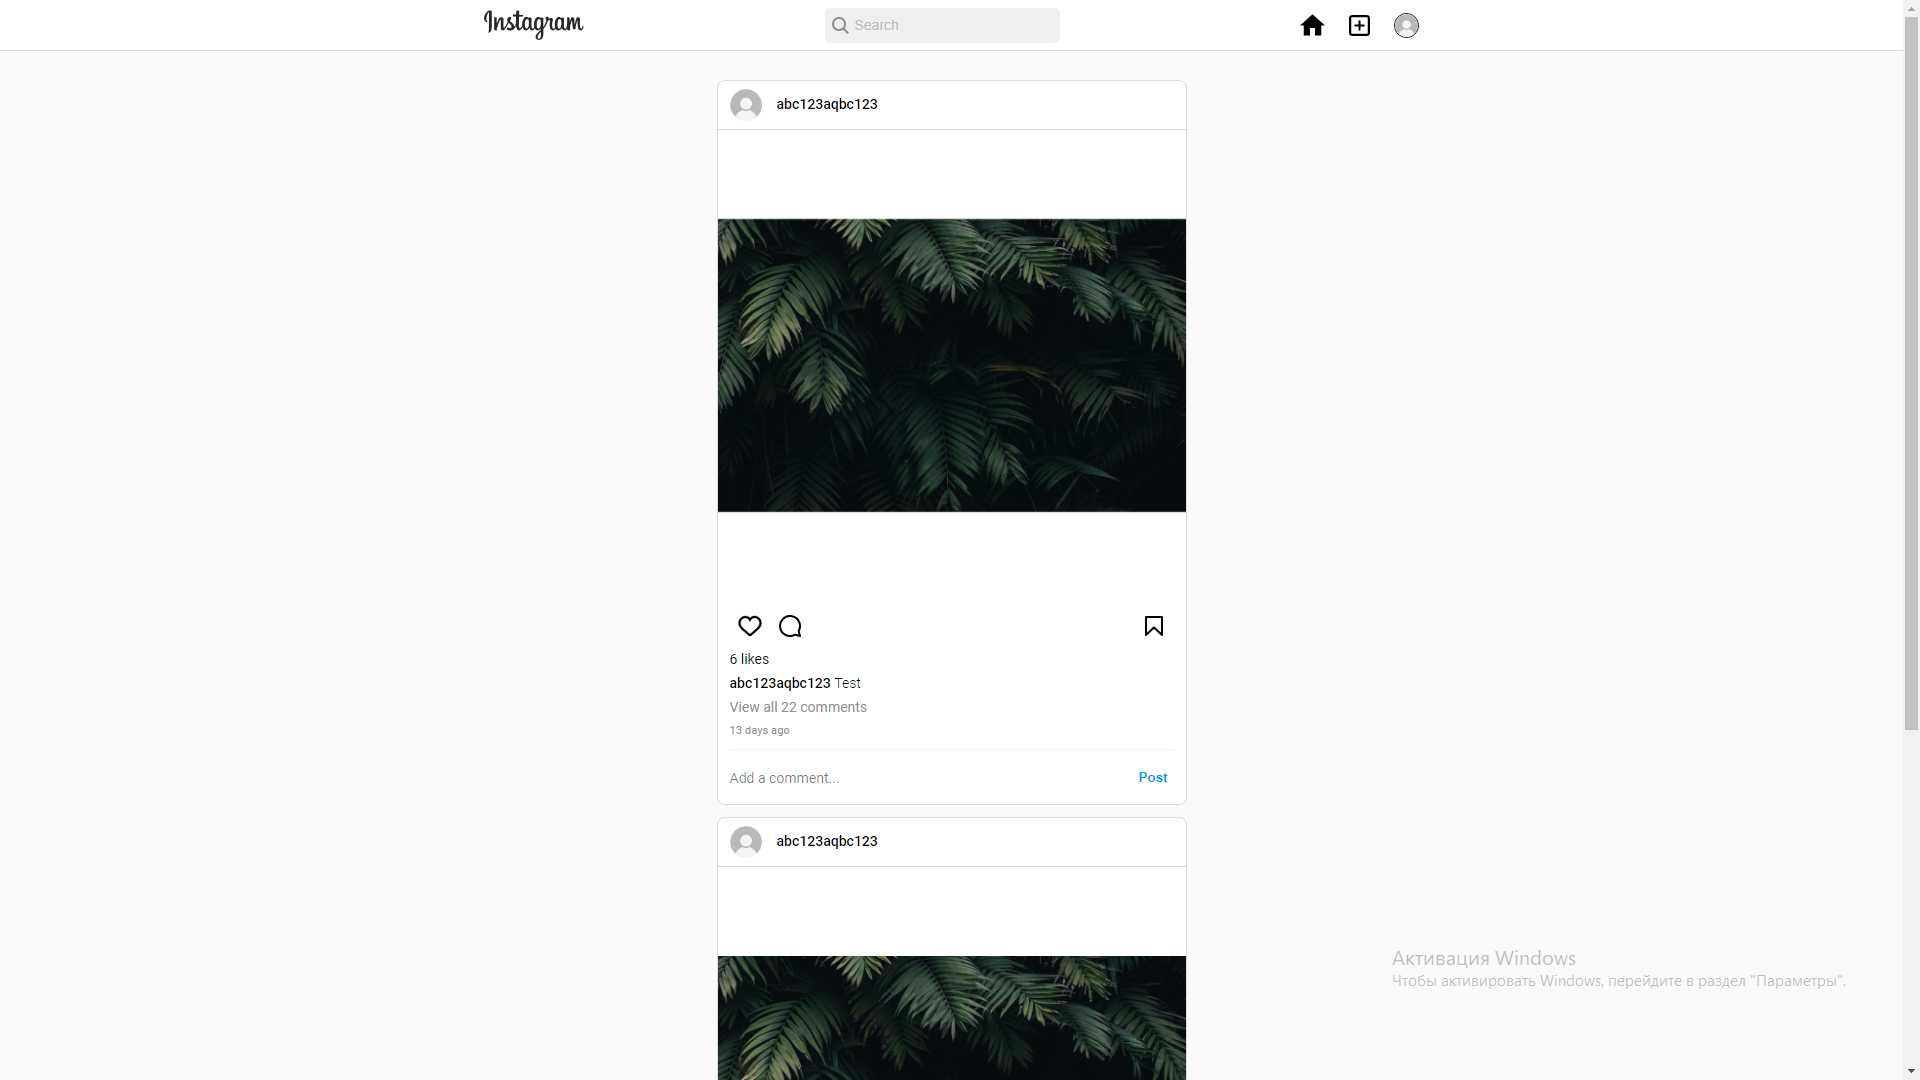 Instagram
Search
abc123aqbc123
6 likes
abc123aqbc123 Test
View all 22 comments
13 days ago
Add a comment...
Post
abc123aqbc123
Активация Windows
Чтобы активировать Windows, перейдите в раздел "Параметры".